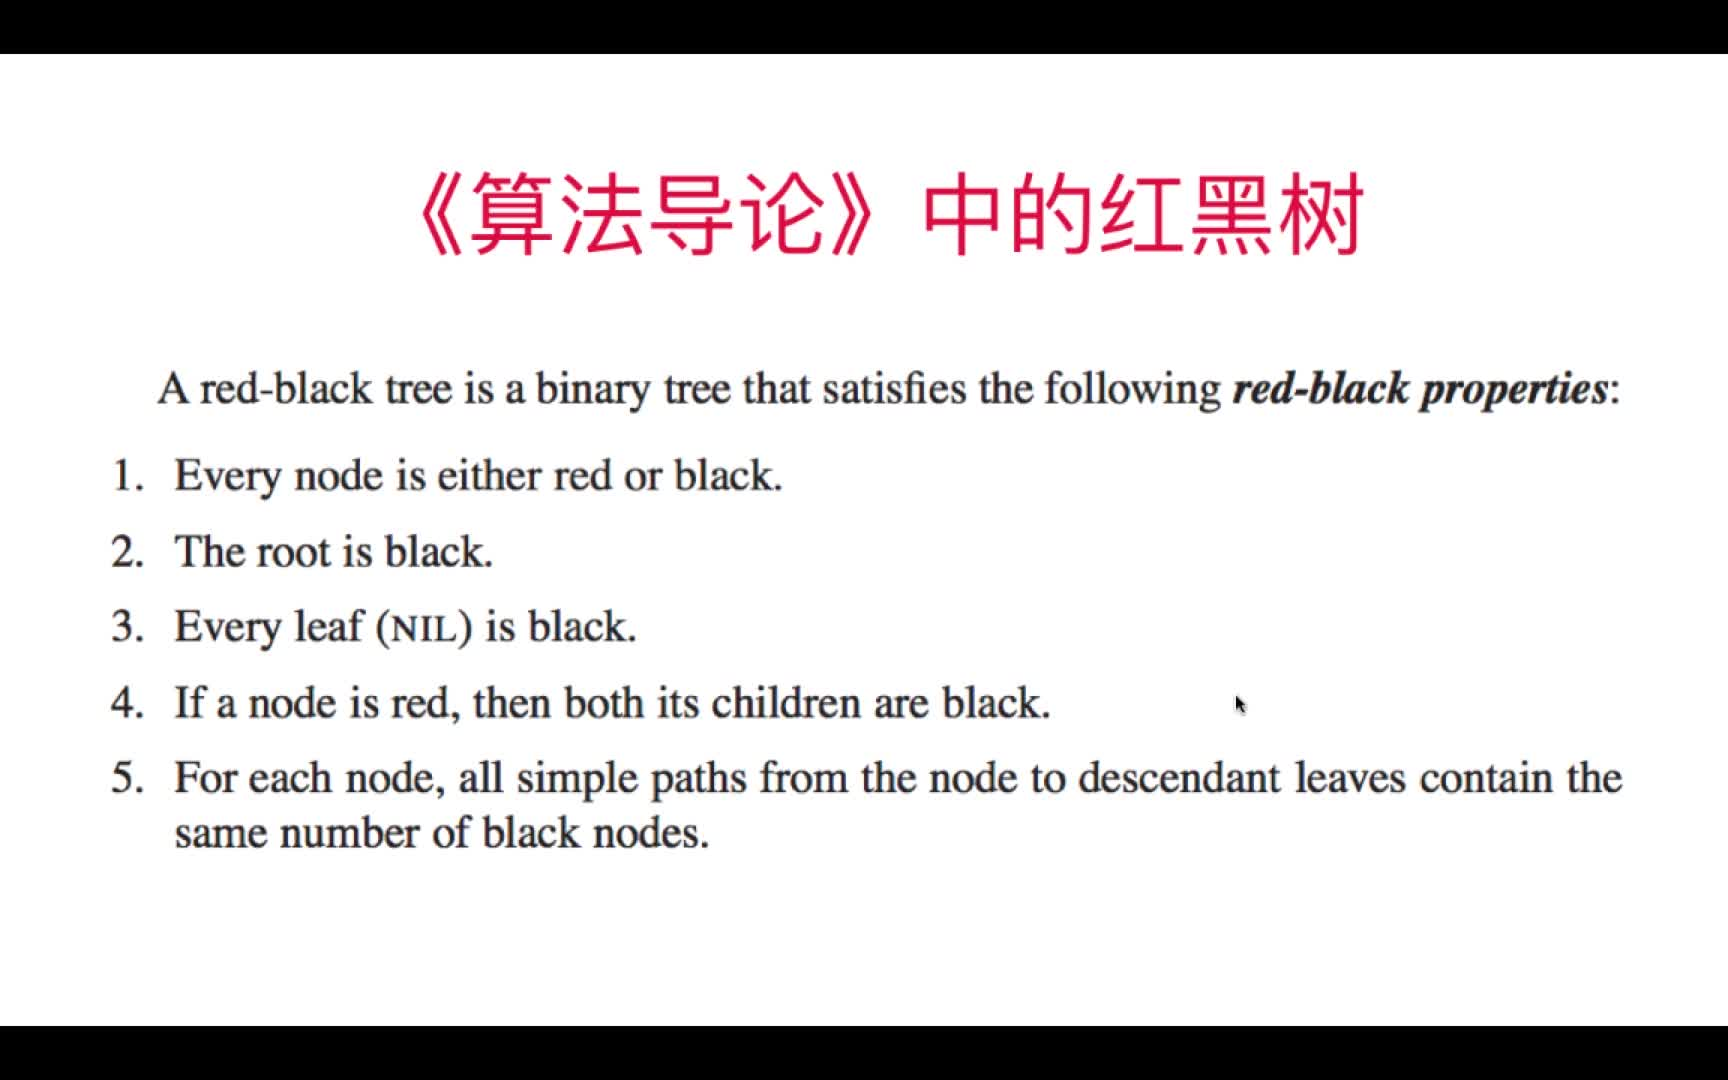 《算法导论》中的红黑树
A red-black tree is a binary tree that satisfies the following red-black properties:
1. Every node is either red or black.
2. The root is black.
3. Every leaf (NIL) is black.
4. If a node is red, then both its children are black.
5. For each node, all simple paths from the node to descendant leaves contain the
same number of black nodes.